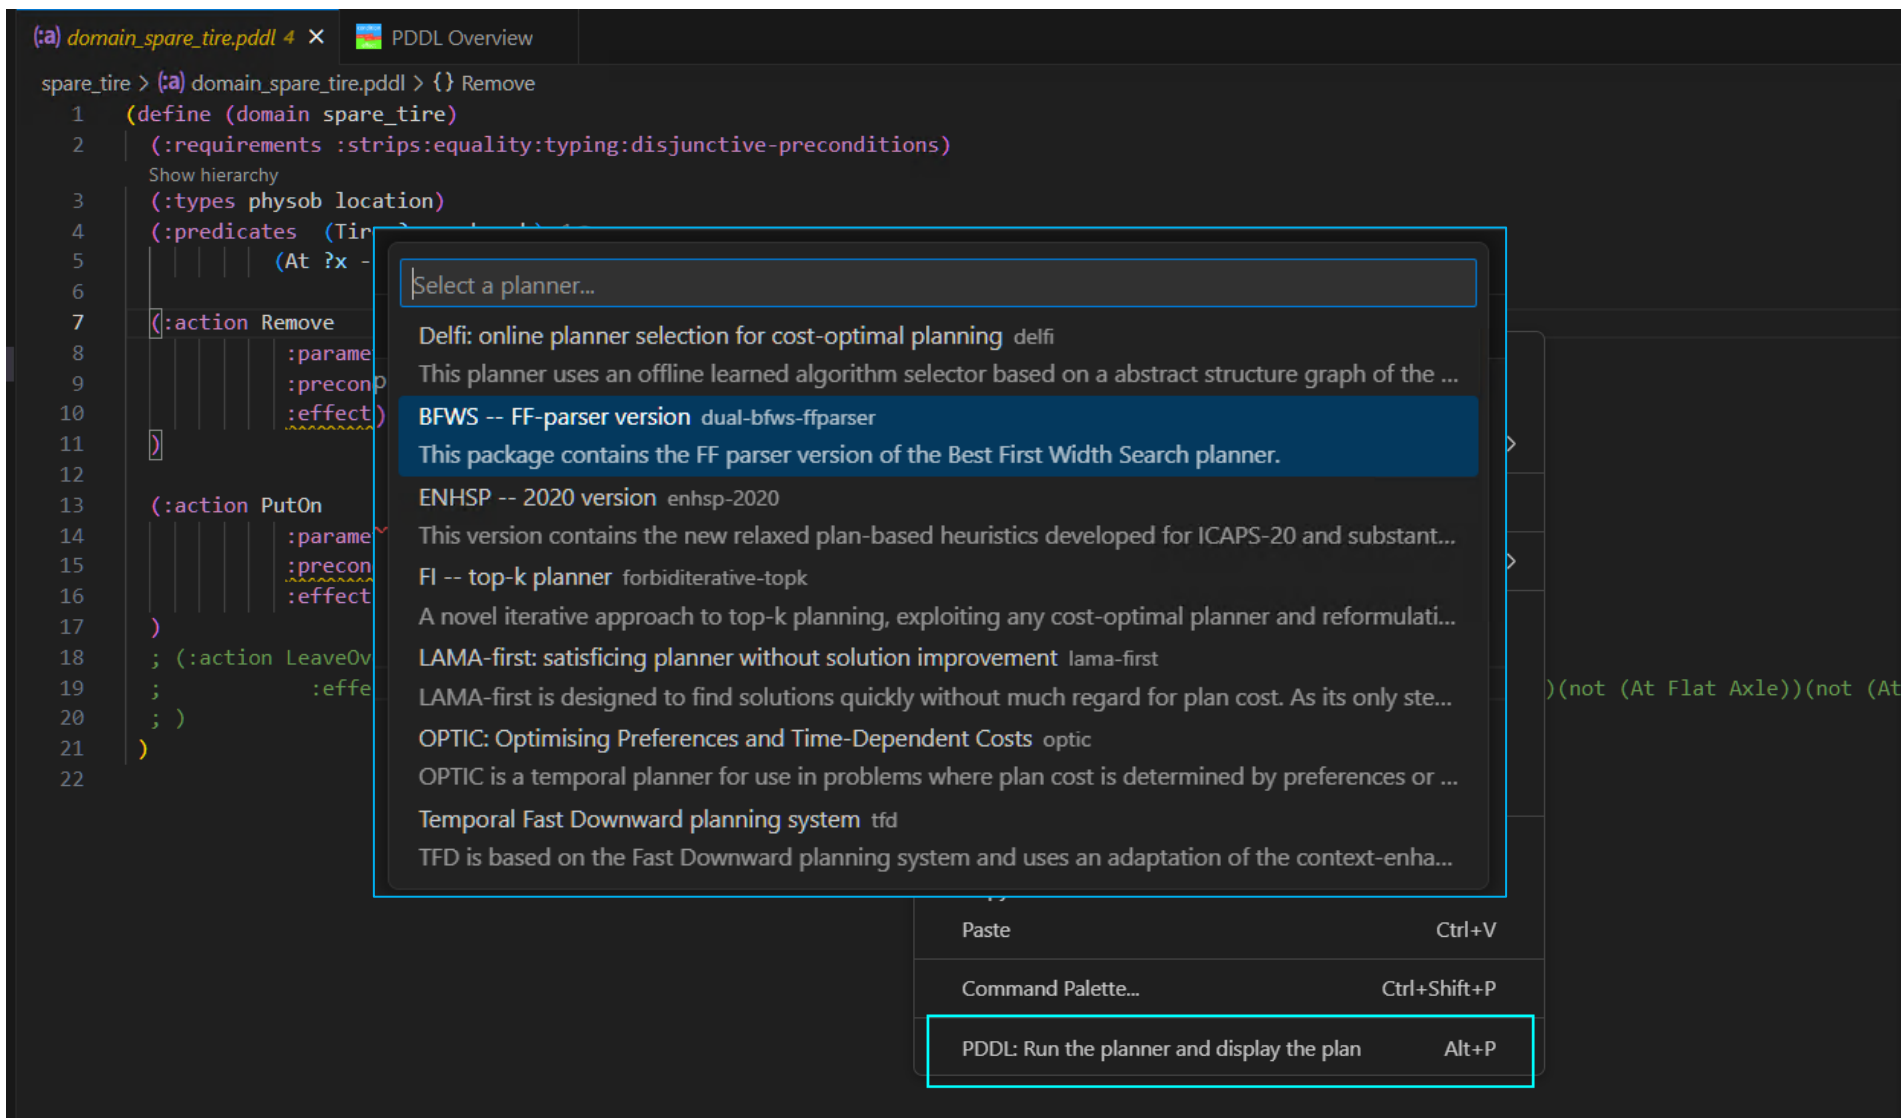 (:a) domain_spare_tire.pddl 4 × PDDL Overview
spare_tire > (:a) domain_spare_tire.pddl > {} Remove
1 (define (domain spare_tire)
2 (:requirements :strips:equality:typing:disjunctive-preconditions)
Show hierarchy
3 (:types physob location)
4 (:predicates (Tir
5 (At ?x -
6
7 (:action Remove
8 :parame
9 :precon
10 :effect
11 )
12
13 (:action PutOn
14 :parame
15 :precon
16 :effect
17 )
18 ; (:action LeaveOv
19 ; :effe )(not (At Flat Axle))(not (At
20 ; )
21 )
22
Select a planner...
Delfi: online planner selection for cost-optimal planning delfi
This planner uses an offline learned algorithm selector based on a abstract structure graph of the ...
BFWS -- FF-parser version dual-bfws-ffparser
This package contains the FF parser version of the Best First Width Search planner.
ENHSP -- 2020 version enhsp-2020
This version contains the new relaxed plan-based heuristics developed for ICAPS-20 and substant...
FI -- top-k planner forbiditerative-topk
A novel iterative approach to top-k planning, exploiting any cost-optimal planner and reformulati...
LAMA-first: satisficing planner without solution improvement lama-first
LAMA-first is designed to find solutions quickly without much regard for plan cost. As its only ste...
OPTIC: Optimising Preferences and Time-Dependent Costs optic
OPTIC is a temporal planner for use in problems where plan cost is determined by preferences or ...
Temporal Fast Downward planning system tfd
TFD is based on the Fast Downward planning system and uses an adaptation of the context-enha...
Paste Ctrl+V
Command Palette... Ctrl+Shift+P
PDDL: Run the planner and display the plan Alt+P